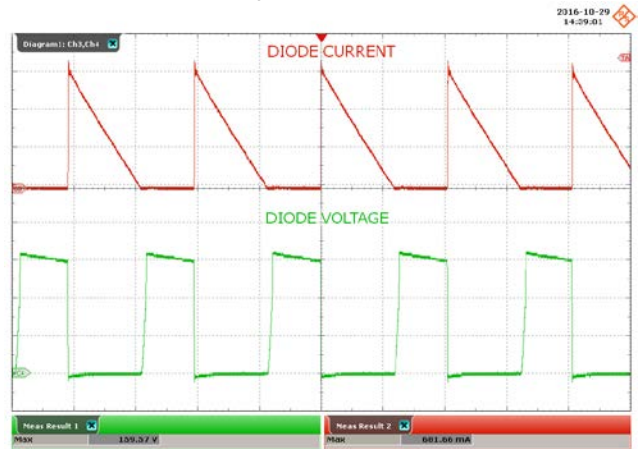 2016-10-29
14:29:01
Diagram1: Ch3,Ch4
DIODE CURRENT
DIODE VOLTAGE
Meas Result 1
Meas Result 2
Max 159.57 V
Max 601.66 mA